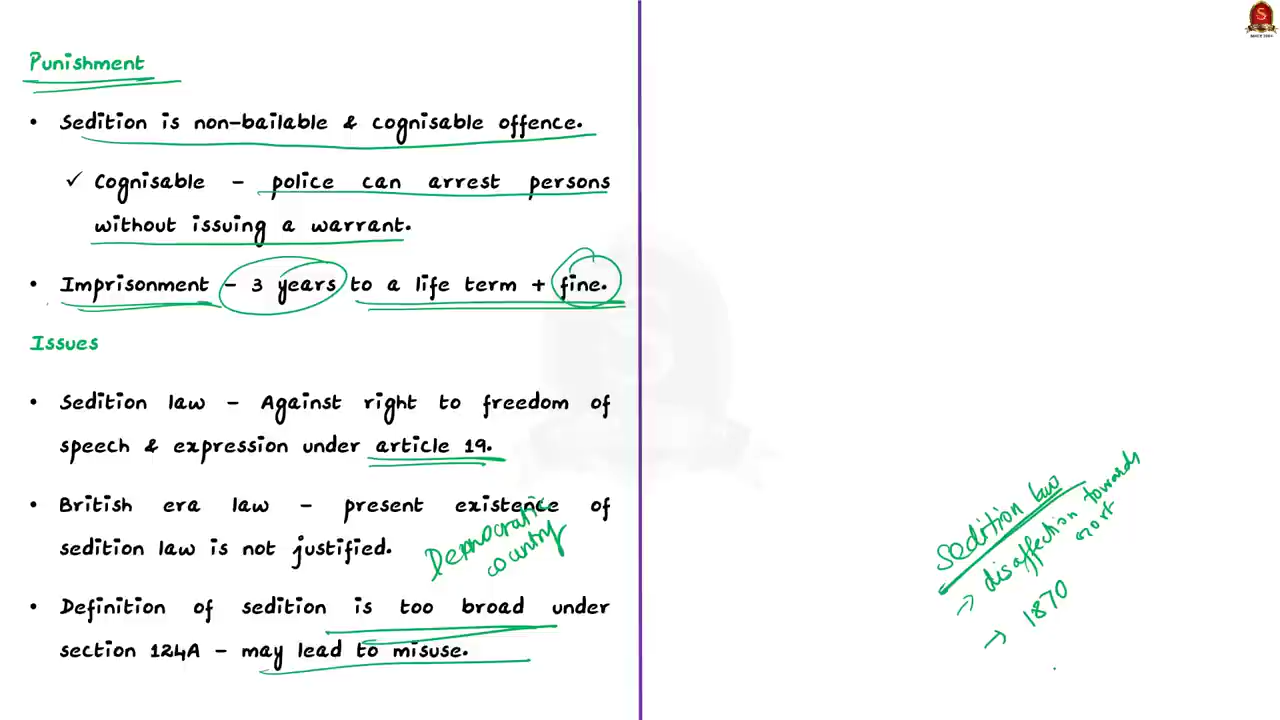 Punishment
• Sedition is non-bailable & cognisable offence.
✓ Cognisable – police can arrest persons
without issuing a warrant.
• Imprisonment – 3 years to a life term + fine.
Issues
• Sedition law – Against right to freedom of
speech & expression under article 19.
• British era law – present existence of
sedition law is not justified.
Democratic
country
• Definition of sedition is too broad under
section 124A – may lead to misuse.
Sedition law
→ disaffection towards
→ 1870
S